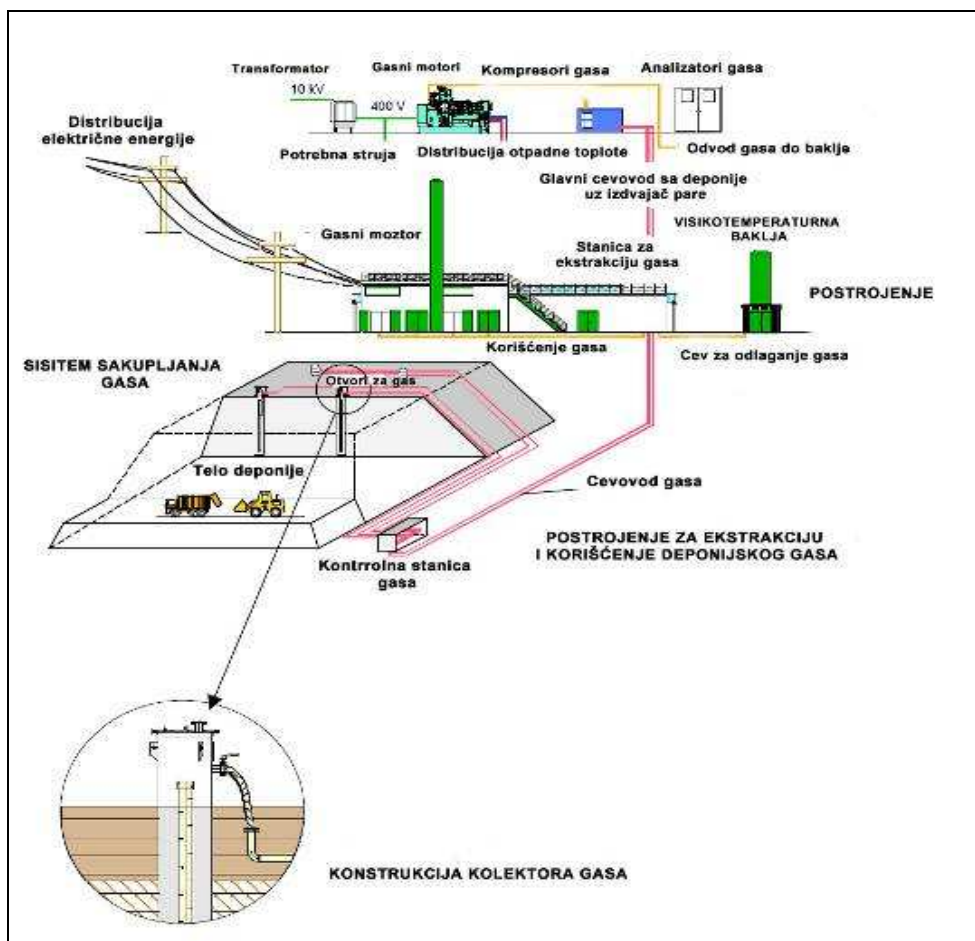 Transformator
Gasni motori
Kompresori gasa
Analizatori gasa
10 kV
400 V
Distribucija
električne energije
Potrebna struja
Distribucija otpadne toplote
Odvod gasa do baklje
Glavni cevovod sa deponije
uz izdvajač pare
Gasni moztor
Stanica za
ekstrakciju gasa
VISIKOTEMPERATURNA
BAKLJA
POSTROJENJE
Korišćenje gasa
Cev za odlaganje gasa
SISITEM SAKUPLJANJA
GASA
Otvori za gas
Telo deponije
Cevovod gasa
POSTROJENJE ZA EKSTRAKCIJU
I KORIŠĆENJE DEPONIJSKOG GASA
Kontrrolna stanica
gasa
KONSTRUKCIJA KOLEKTORA GASA